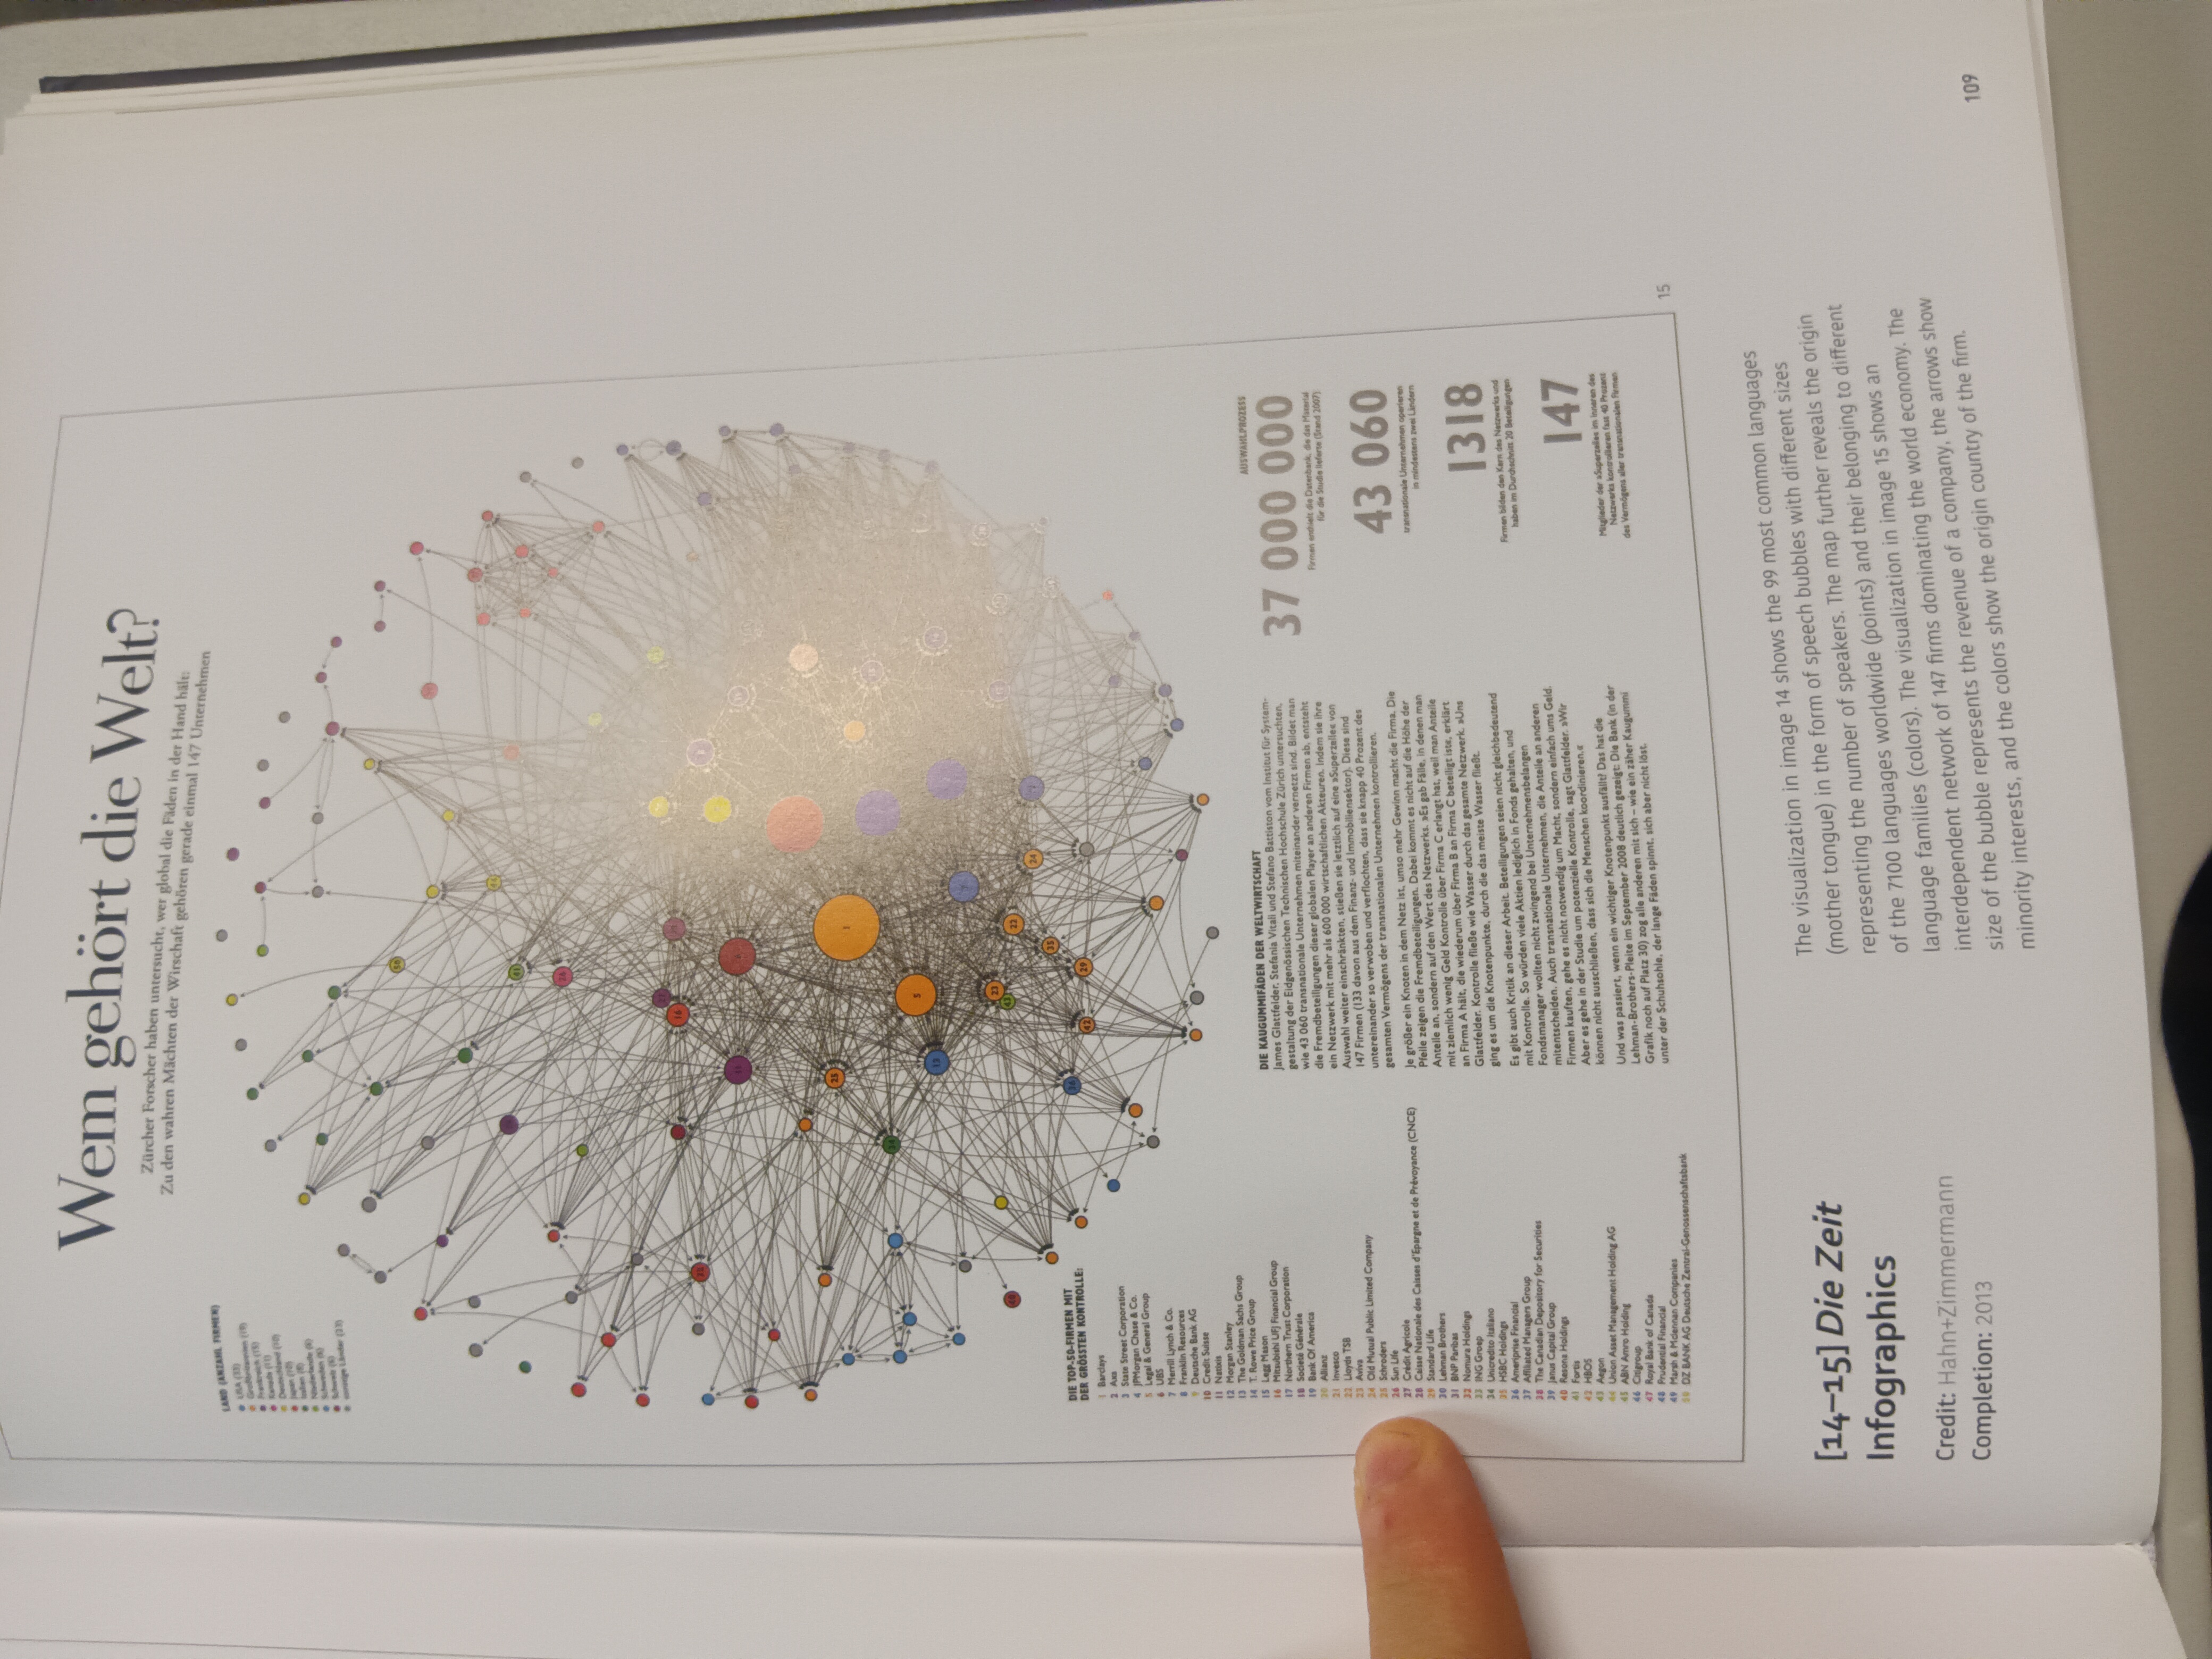 Wem gehört die Welt?
Zürcher Forscher haben untersucht, wer global die Fäden in der Hand hält:
Zu den wahren Mächten der Wirschaft gehören gerade einmal 147 Unternehmen
LAND (ANZAHL FIRMEN)
USA (33)
Großbritannien (19)
Frankreich (15)
Kanada (11)
Deutschland (10)
Japan (10)
Italien (8)
Niederlande (6)
Schweden (6)
Schweiz (6)
sonstige Länder (23)
50
44
41
26
27
16
11
32
25
1
5
13
34
23
43
22
24
35
36
42
29
48
DIE TOP-50-FIRMEN MIT
DER GRÖSSTEN KONTROLLE:
1 Barclays
2 Axa
3 State Street Corporation
4 JPMorgan Chase & Co.
5 Legal & General Group
6 UBS
7 Merrill Lynch & Co.
8 Franklin Resources
9 Deutsche Bank AG
10 Credit Suisse
11 Natixis
12 Morgan Stanley
13 The Goldman Sachs Group
14 T. Rowe Price Group
15 Legg Mason
16 Mitsubishi UFJ Financial Group
17 Northern Trust Corporation
18 Societé Générale
19 Bank Of America
20 Allianz
21 Invesco
22 Lloyds TSB
23 Aviva
24 Old Mutual Public Limited Company
25 Schroders
26 Sun Life
27 Crédit Agricole
28 Caisse Nationale des Caisses d'Epargne et de Prévoyance (CNCE)
29 Standard Life
30 Lehman Brothers
31 BNP Paribas
32 Nomura Holdings
33 ING Groep
34 Unicredito Italiano
35 HSBC Holdings
36 Ameriprise Financial
37 Affiliated Managers Group
38 The Canadian Depository for Securities
39 Janus Capital Group
40 Resona Holdings
41 Fortis
42 HBOS
43 Aegon
44 Union Asset Management Holding AG
45 ABN Amro Holding
46 Citigroup
47 Royal Bank of Canada
48 Prudential Financial
49 Marsh & Mclennan Companies
50 DZ BANK AG Deutsche Zentral-Genossenschaftsbank
DIE KAUGUMMIFÄDEN DER WELTWIRTSCHAFT
James Glattfelder, Stefania Vitali und Stefano Battiston vom Institut für System-
gestaltung der Eidgenössischen Technischen Hochschule Zürich untersuchten,
wie 43 060 transnationale Unternehmen miteinander vernetzt sind. Bildet man
die Fremdbeteiligungen dieser globalen Player an anderen Firmen ab, entsteht
ein Netzwerk mit mehr als 600 000 wirtschaftlichen Akteuren. Indem sie ihre
Auswahl weiter einschränkten, stießen sie letztlich auf eine »Superzelle« von
147 Firmen (133 davon aus dem Finanz- und Immobiliensektor). Diese sind
untereinander so verwoben und verflochten, dass sie knapp 40 Prozent des
gesamten Vermögens der transnationalen Unternehmen kontrollieren.
Je größer ein Knoten in dem Netz ist, umso mehr Gewinn macht die Firma. Die
Pfeile zeigen die Fremdbeteiligungen. Dabei kommt es nicht auf die Höhe der
Anteile an, sondern auf den Wert des Netzwerks. »Es gab Fälle, in denen man
mit ziemlich wenig Geld Kontrolle über Firma C erlangt hat, weil man Anteile
an Firma A hält, die wiederum über Firma B an Firma C beteiligt ist«, erklärt
Glattfelder. Kontrolle fließe wie Wasser durch das gesamte Netzwerk. »Uns
ging es um die Knotenpunkte, durch die das meiste Wasser fließt.
Es gibt auch Kritik an dieser Arbeit. Beteiligungen seien nicht gleichbedeutend
mit Kontrolle. So würden viele Aktien lediglich in Fonds gehalten, und
Fondsmanager wollten nicht zwingend bei Unternehmensbelangen
mitentscheiden. Auch transnationale Unternehmen, die Anteile an anderen
Firmen kauften, gehe es nicht notwendig um Macht, sondern einfach ums Geld.
Aber es gehe in der Studie um potenzielle Kontrolle, sagt Glattfelder. »Wir
können nicht ausschließen, dass sich die Menschen koordinieren.«
Und was passiert, wenn ein wichtiger Knotenpunkt ausfällt? Das hat die
Lehman-Brothers-Pleite im September 2008 deutlich gezeigt: Die Bank (in der
Grafik noch auf Platz 30) zog alle anderen mit sich – wie ein zäher Kaugummi
unter der Schuhsohle, der lange Fäden spinnt, sich aber nicht löst.
AUSWAHLPROZESS
37 000 000
Firmen enthielt die Datenbank, die das Material
für die Studie lieferte (Stand 2007)
43 060
transnationale Unternehmen operieren
in mindestens zwei Ländern
1318
Firmen bilden den Kern des Netzwerks und
haben im Durchschnitt 20 Beteiligungen
147
Mitglieder der »Superzelle« im Inneren des
Netzwerks kontrollieren fast 40 Prozent
des Vermögens aller transnationalen Firmen
15
[14–15] Die Zeit
Infographics
Credit: Hahn+Zimmermann
Completion: 2013
The visualization in image 14 shows the 99 most common languages
(mother tongue) in the form of speech bubbles with different sizes
representing the number of speakers. The map further reveals the origin
of the 7100 languages worldwide (points) and their belonging to different
language families (colors). The visualization in image 15 shows an
interdependent network of 147 firms dominating the world economy. The
size of the bubble represents the revenue of a company, the arrows show
minority interests, and the colors show the origin country of the firm.
109